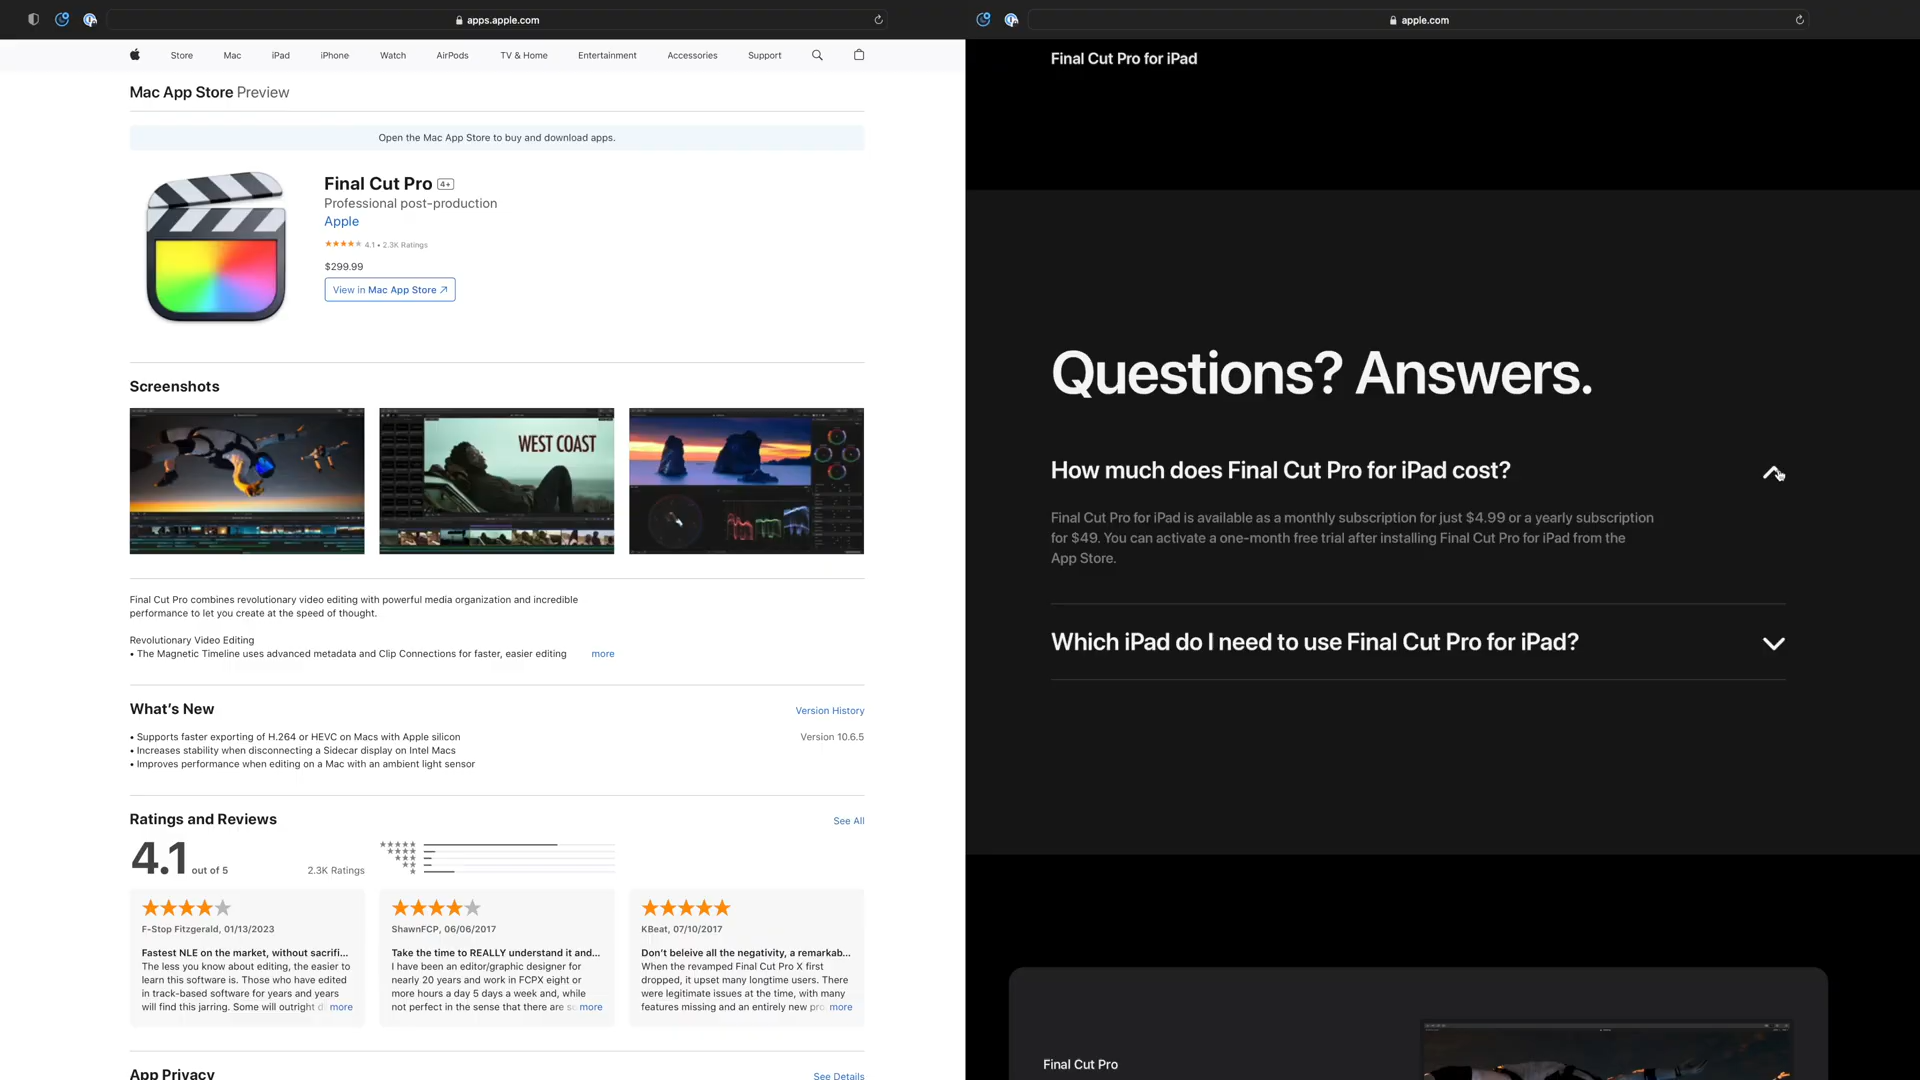 apps.apple.com
Store Mac iPad iPhone Watch AirPods TV & Home Entertainment Accessories Support
Mac App Store Preview
Open the Mac App Store to buy and download apps.
Final Cut Pro 4+
Professional post-production
Apple
★★★★★ 4.1 • 2.3K Ratings
$299.99
View in Mac App Store ↗
Screenshots
WEST COAST
Final Cut Pro combines revolutionary video editing with powerful media organization and incredible
performance to let you create at the speed of thought.
Revolutionary Video Editing
• The Magnetic Timeline uses advanced metadata and Clip Connections for faster, easier editing more
What's New
Version History
• Supports faster exporting of H.264 or HEVC on Macs with Apple silicon
Version 10.6.5
• Increases stability when disconnecting a Sidecar display on Intel Macs
• Improves performance when editing on a Mac with an ambient light sensor
Ratings and Reviews
See All
4.1 out of 5
2.3K Ratings
F-Stop Fitzgerald, 01/13/2023
Fastest NLE on the market, without sacrifi...
The less you know about editing, the easier to
learn this software is. Those who have edited
in track-based software for years and years
will find this jarring. Some will outright more
ShawnFCP, 06/06/2017
Take the time to REALLY understand it and...
I have been an editor/graphic designer for
nearly 20 years and work in FCPX eight or
more hours a day 5 days a week and, while
not perfect in the sense that there are more
KBeat, 07/10/2017
Don't beleive all the negativity, a remarkab...
When the revamped Final Cut Pro X first
dropped, it upset many longtime users. There
were legitimate issues at the time, with many
features missing and an entirely new more
App Privacy
See Details
apple.com
Final Cut Pro for iPad
Questions? Answers.
How much does Final Cut Pro for iPad cost?
Final Cut Pro for iPad is available as a monthly subscription for just $4.99 or a yearly subscription
for $49. You can activate a one-month free trial after installing Final Cut Pro for iPad from the
App Store.
Which iPad do I need to use Final Cut Pro for iPad?
Final Cut Pro